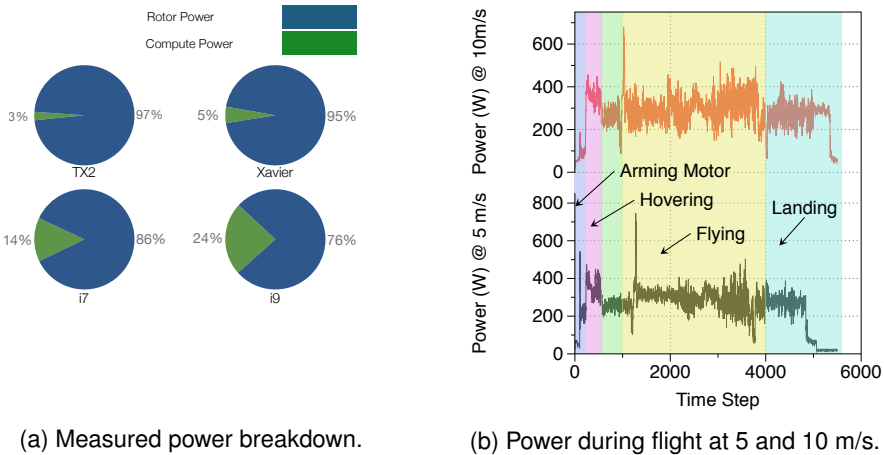 Rotor Power
Compute Power
3%
97%
TX2
5%
95%
Xavier
14%
86%
i7
24%
76%
i9
(a) Measured power breakdown.
Power (W) @ 10m/s
600
400
200
0
Power (W) @ 5 m/s
800
600
400
200
0
Arming Motor
Hovering
Flying
Landing
0
2000
4000
6000
Time Step
(b) Power during flight at 5 and 10 m/s.